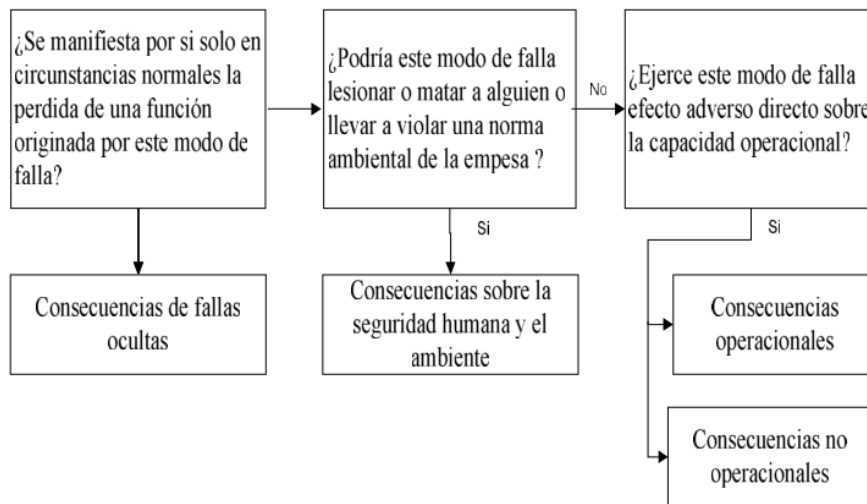 ¿Se manifiesta por si solo en
circunstancias normales la
perdida de una función
originada por este modo de
falla?
¿Podría este modo de falla
lesionar o matar a alguien o
llevar a violar una norma
ambiental de la empesa ?
No
¿Ejerce este modo de falla
efecto adverso directo sobre
la capacidad operacional?
Si
Si
Consecuencias de fallas
ocultas
Consecuencias sobre la
seguridad humana y el
ambiente
Consecuencias
operacionales
Consecuencias no
operacionales